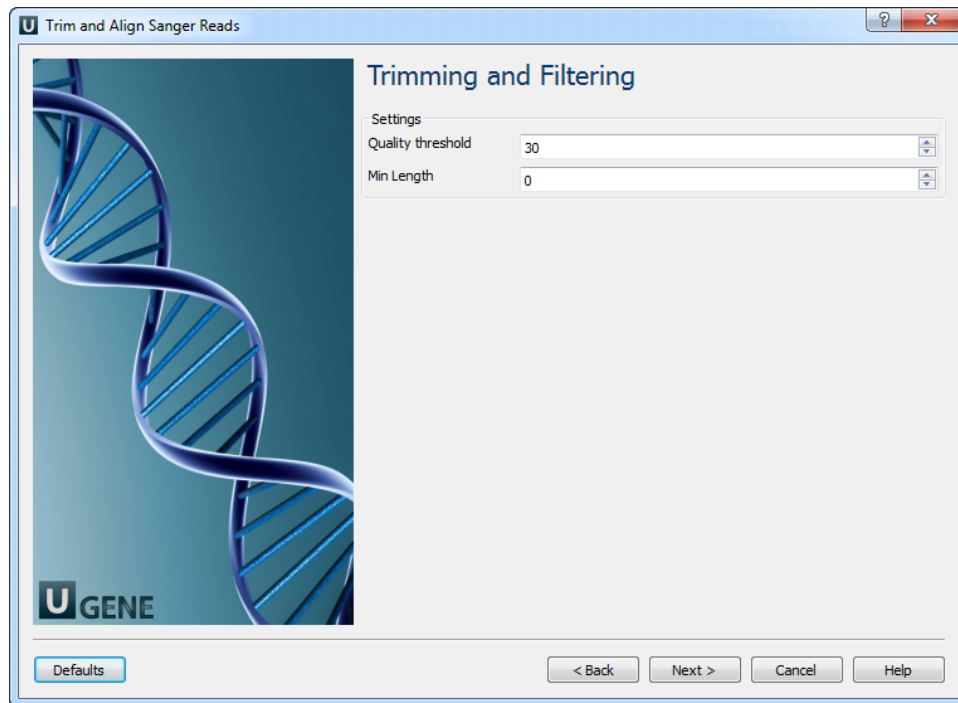 U Trim and Align Sanger Reads
? X
Trimming and Filtering
Settings
Quality threshold 30
Min Length 0
U GENE
Defaults < Back Next > Cancel Help